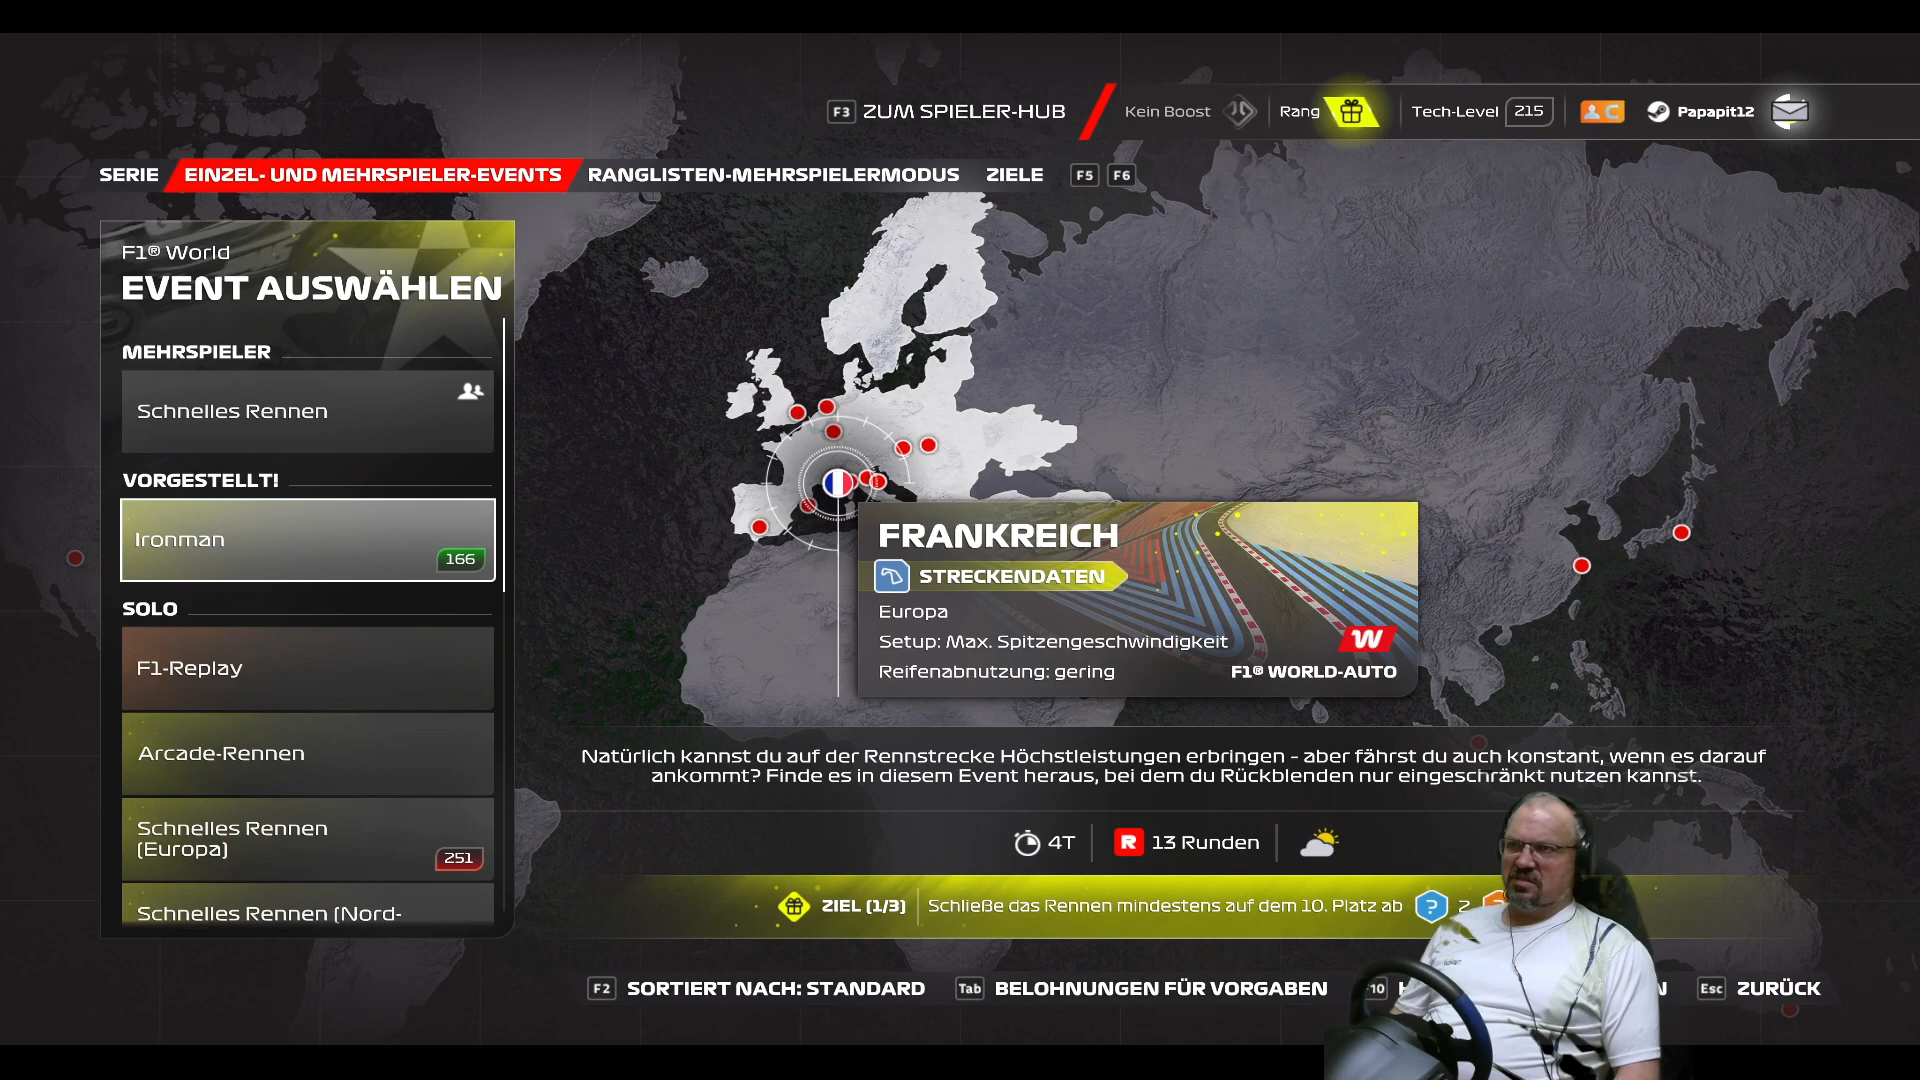 F3 ZUM SPIELER-HUB
Kein Boost
Rang
Tech-Level 215
C
Papapit12
SERIE
EINZEL- UND MEHRSPIELER-EVENTS
RANGLISTEN-MEHRSPIELERMODUS
ZIELE
F5 F6
F1® World
EVENT AUSWÄHLEN
MEHRSPIELER
Schnelles Rennen
VORGESTELLT!
Ironman
166
SOLO
F1-Replay
Arcade-Rennen
Schnelles Rennen
(Europa)
251
Schnelles Rennen (Nord-
FRANKREICH
STRECKENDATEN
Europa
Setup: Max. Spitzengeschwindigkeit
W
Reifenabnutzung: gering
F1® WORLD-AUTO
Natürlich kannst du auf der Rennstrecke Höchstleistungen erbringen - aber fährst du auch konstant, wenn es darauf
ankommt? Finde es in diesem Event heraus, bei dem du Rückblenden nur eingeschränkt nutzen kannst.
4T
R 13 Runden
ZIEL (1/3)
Schließe das Rennen mindestens auf dem 10. Platz ab
? 2
F2 SORTIERT NACH: STANDARD
Tab BELOHNUNGEN FÜR VORGABEN
Esc ZURÜCK